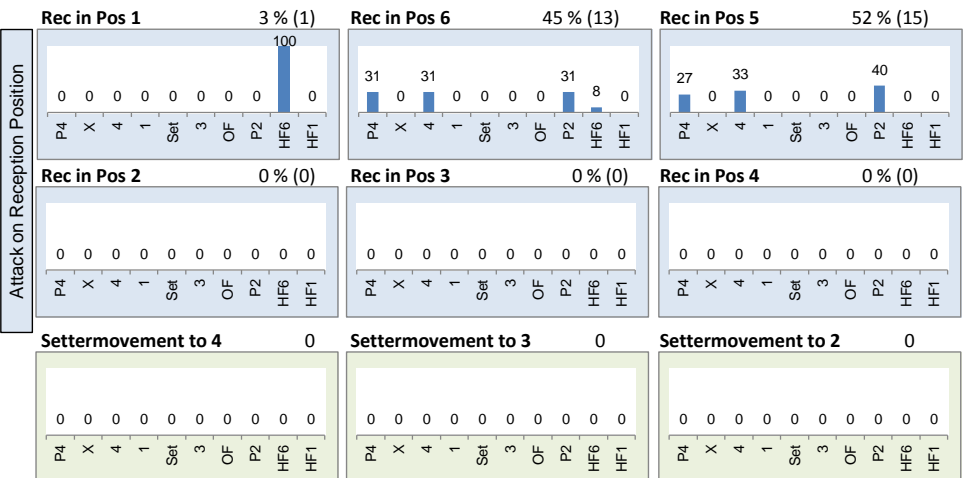 Attack on Reception Posistion
Rec in Pos 1 3 % (1)
0 0 0 0 0 0 0 0 100 0
P4 X 4 1 Set 3 OF P2 HF6 HF1
Rec in Pos 6 45 % (13)
31 0 31 0 0 0 0 31 8 0
P4 X 4 1 Set 3 OF P2 HF6 HF1
Rec in Pos 5 52 % (15)
27 0 33 0 0 0 0 40 0 0
P4 X 4 1 Set 3 OF P2 HF6 HF1
Rec in Pos 2 0 % (0)
0 0 0 0 0 0 0 0 0 0
P4 X 4 1 Set 3 OF P2 HF6 HF1
Rec in Pos 3 0 % (0)
0 0 0 0 0 0 0 0 0 0
P4 X 4 1 Set 3 OF P2 HF6 HF1
Rec in Pos 4 0 % (0)
0 0 0 0 0 0 0 0 0 0
P4 X 4 1 Set 3 OF P2 HF6 HF1
Settermovement to 4 0
0 0 0 0 0 0 0 0 0 0
P4 X 4 1 Set 3 OF P2 HF6 HF1
Settermovement to 3 0
0 0 0 0 0 0 0 0 0 0
P4 X 4 1 Set 3 OF P2 HF6 HF1
Settermovement to 2 0
0 0 0 0 0 0 0 0 0 0
P4 X 4 1 Set 3 OF P2 HF6 HF1